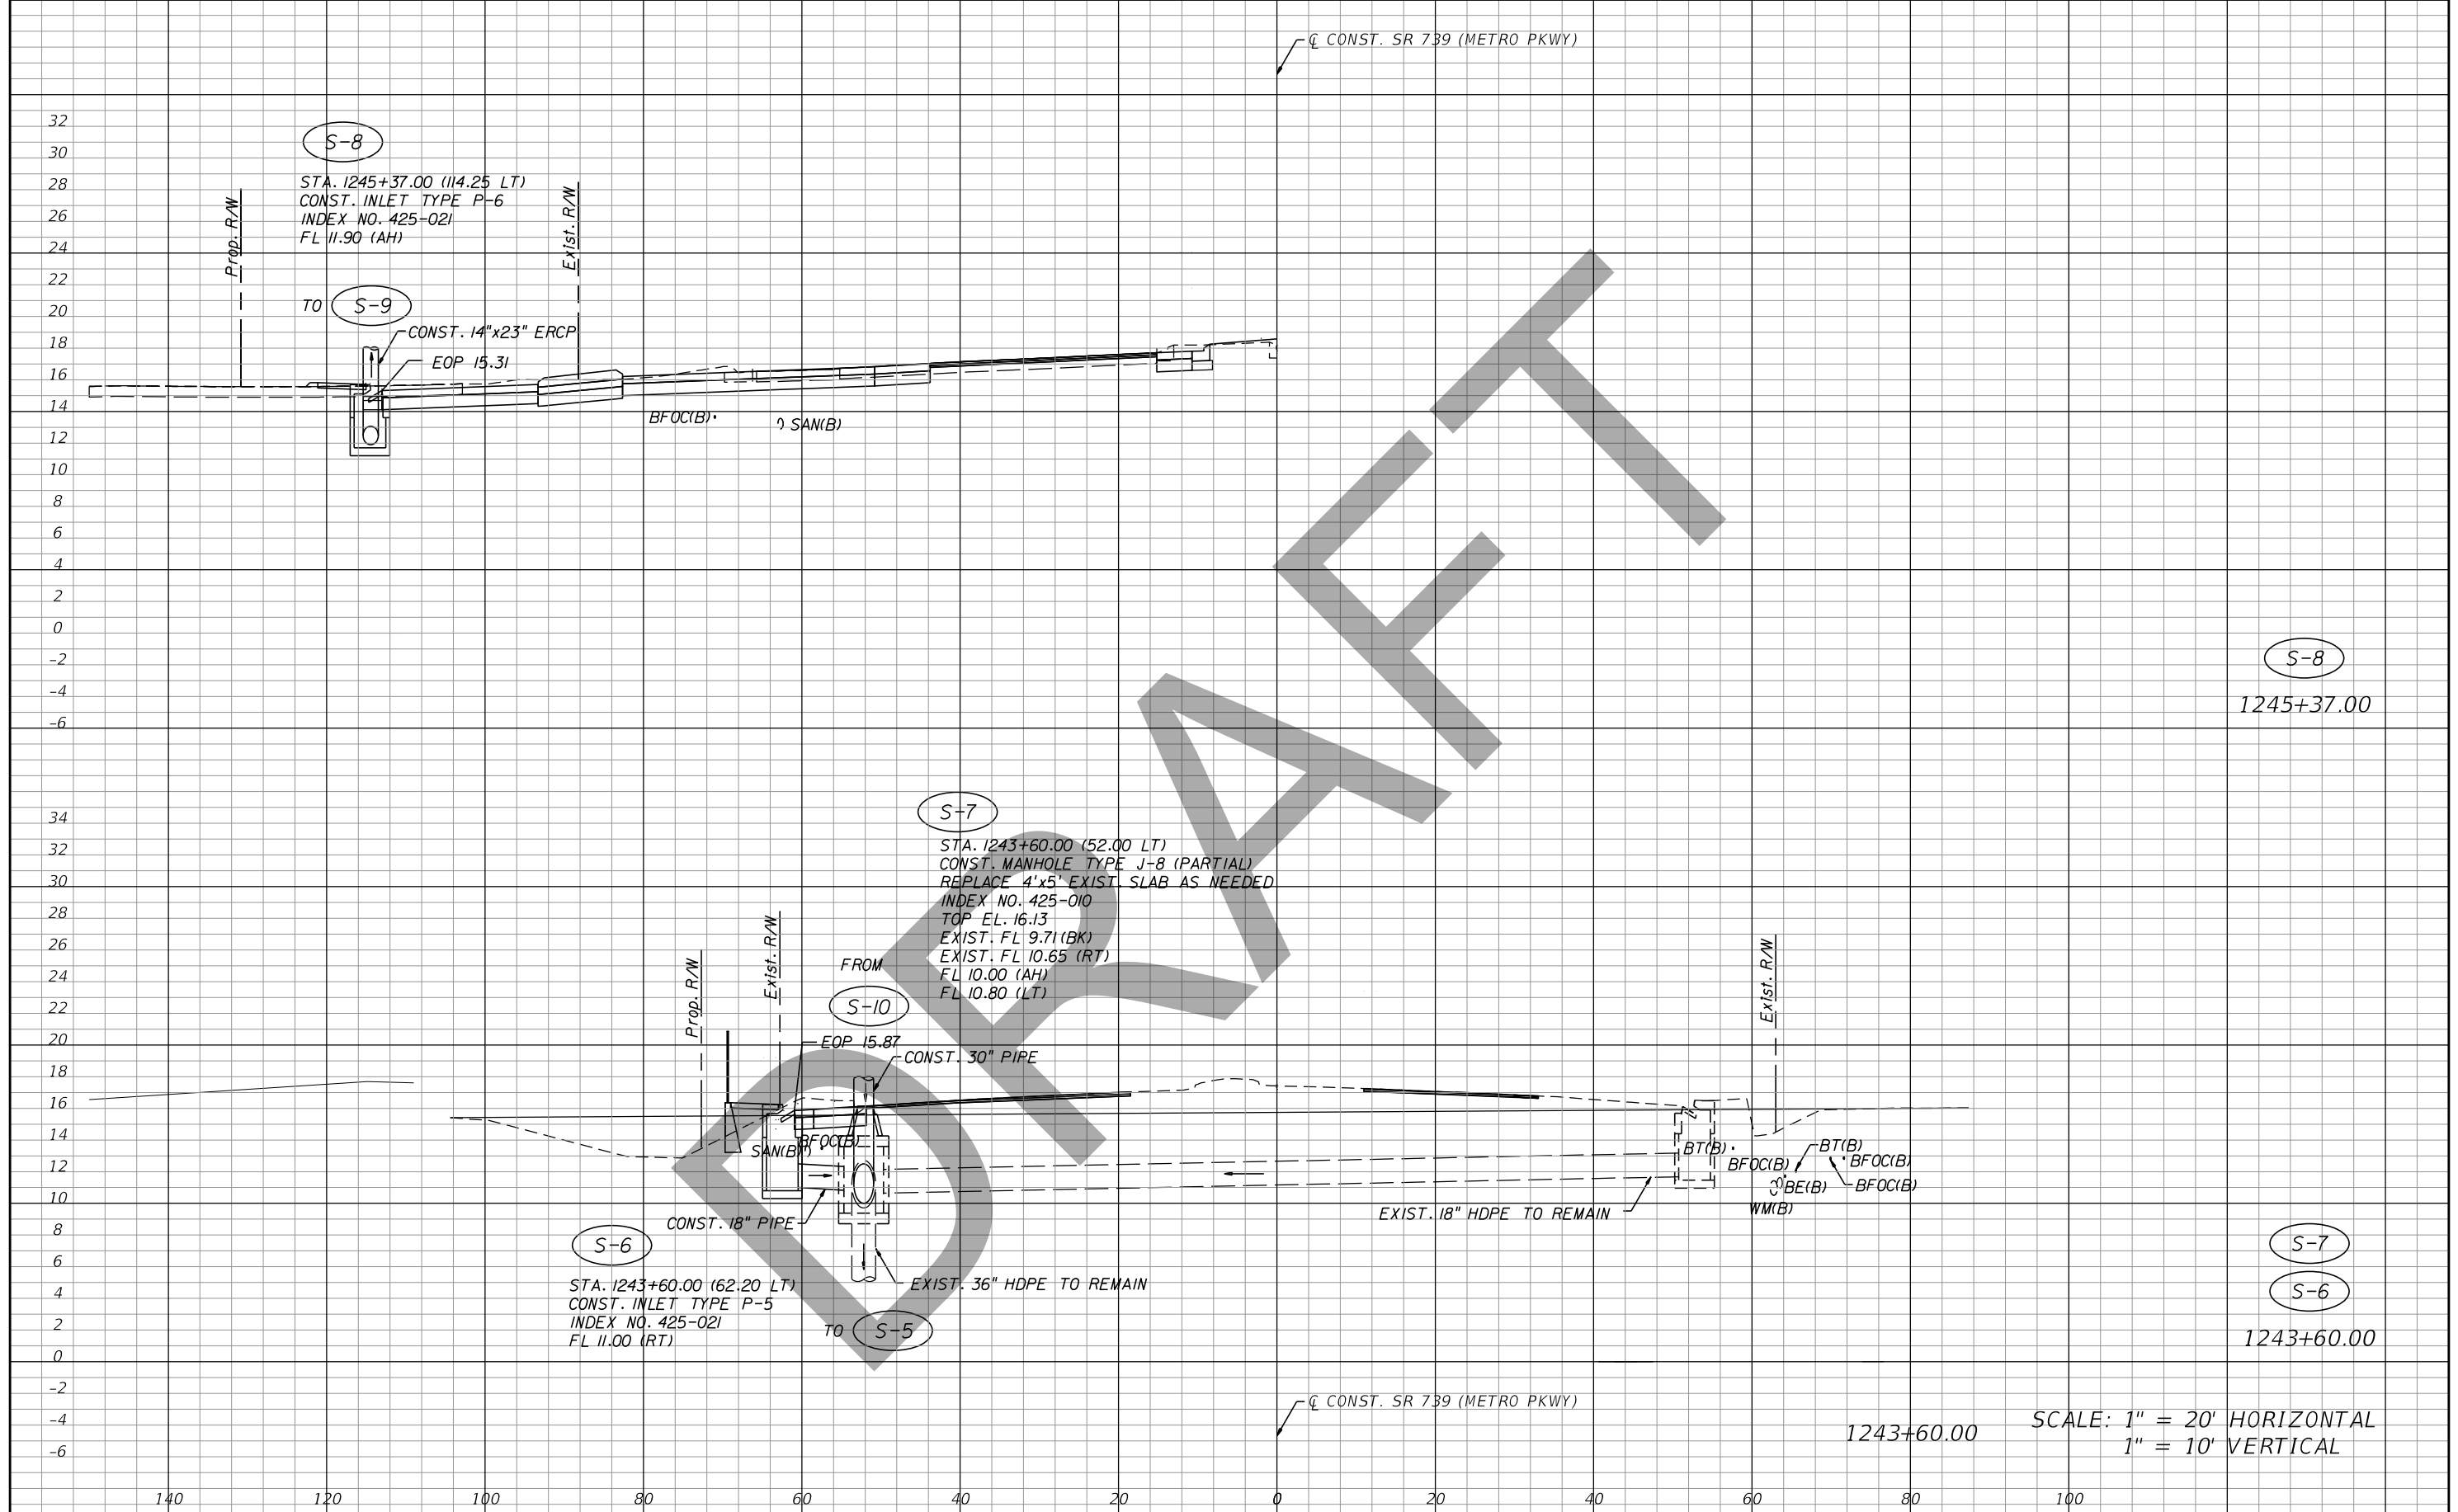 ℄ CONST. SR 739 (METRO PKWY)
32
30
28
26
24
22
20
18
16
14
12
10
8
6
4
2
0
-2
-4
-6
S-8
STA. 1245+37.00 (114.25 LT)
CONST. INLET TYPE P-6
INDEX NO. 425-021
FL 11.90 (AH)
Prop. R/W
Exist. R/W
TO S-9
CONST. 14"x23" ERCP
EOP 15.31
BFOC(B)
SAN(B)
S-8
1245+37.00
34
32
30
28
26
24
22
20
18
16
14
12
10
8
6
4
2
0
-2
-4
-6
S-7
STA. 1243+60.00 (52.00 LT)
CONST. MANHOLE TYPE J-8 (PARTIAL)
REPLACE 4'x5' EXIST. SLAB AS NEEDED
INDEX NO. 425-010
TOP EL. 16.13
EXIST. FL 9.71 (BK)
EXIST. FL 10.65 (RT)
FL 10.00 (AH)
FL 10.80 (LT)
Prop. R/W
Exist. R/W
FROM
S-10
EOP 15.87
CONST. 30" PIPE
Exist. R/W
BFOC(B)
SAN(B)
BT(B)
BFOC(B)
BT(B)
BFOC(B)
BE(B)
BFOC(B)
WM(B)
CONST. 18" PIPE
EXIST. 18" HDPE TO REMAIN
S-6
STA. 1243+60.00 (62.20 LT)
CONST. INLET TYPE P-5
INDEX NO. 425-021
FL 11.00 (RT)
EXIST. 36" HDPE TO REMAIN
TO S-5
S-7
S-6
1243+60.00
℄ CONST. SR 739 (METRO PKWY)
1243+60.00
SCALE: 1" = 20' HORIZONTAL
1" = 10' VERTICAL
140 120 100 80 60 40 20 0 20 40 60 80 100
DRAFT